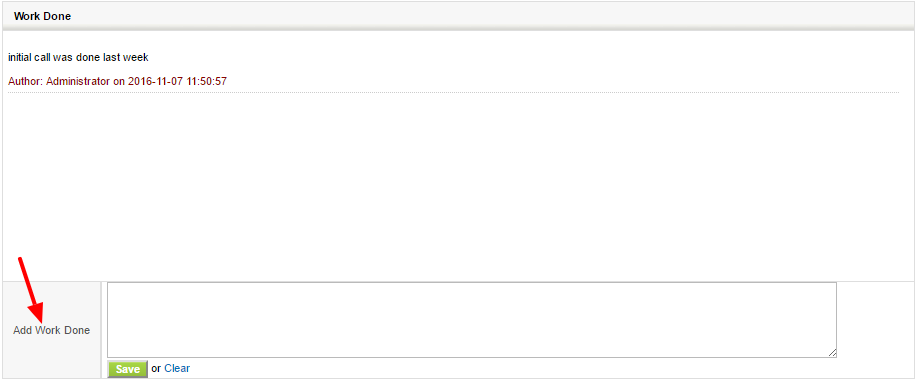 Work Done
initial call was done last week
Author: Administrator on 2016-11-07 11:50:57
Add Work Done
Save or Clear